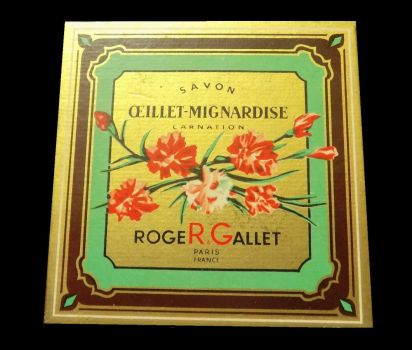 SAVON
ŒILLET-MIGNARDISE
CARNATION
ROGER & GALLET
PARIS
FRANCE